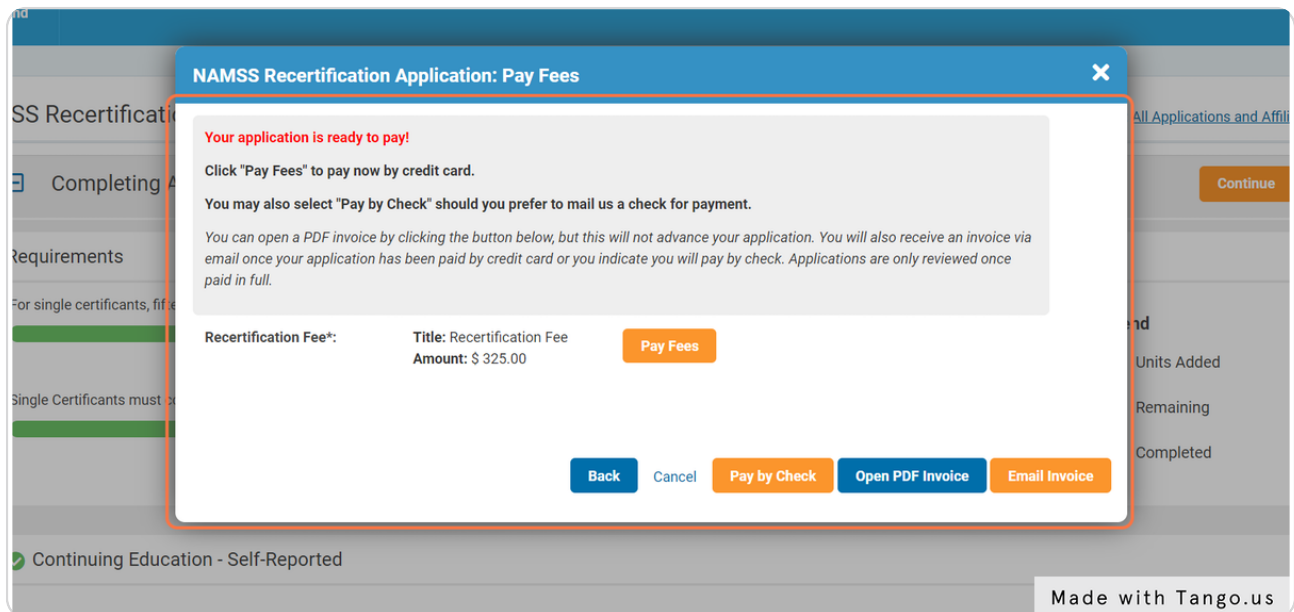 nd
NAMSS Recertification Application: Pay Fees
SS Recertificati
All Applications and Affili
Your application is ready to pay!
Click "Pay Fees" to pay now by credit card.
Completing A
Continue
You may also select "Pay by Check" should you prefer to mail us a check for payment.
You can open a PDF invoice by clicking the button below, but this will not advance your application. You will also receive an invoice via
email once your application has been paid by credit card or you indicate you will pay by check. Applications are only reviewed once
paid in full.
Requirements
For single certificants, fifte
Recertification Fee*:
Title: Recertification Fee
Amount: $ 325.00
Pay Fees
end
Units Added
Single Certificants must co
Remaining
Completed
Back
Cancel
Pay by Check
Open PDF Invoice
Email Invoice
Continuing Education - Self-Reported
Made with Tango.us